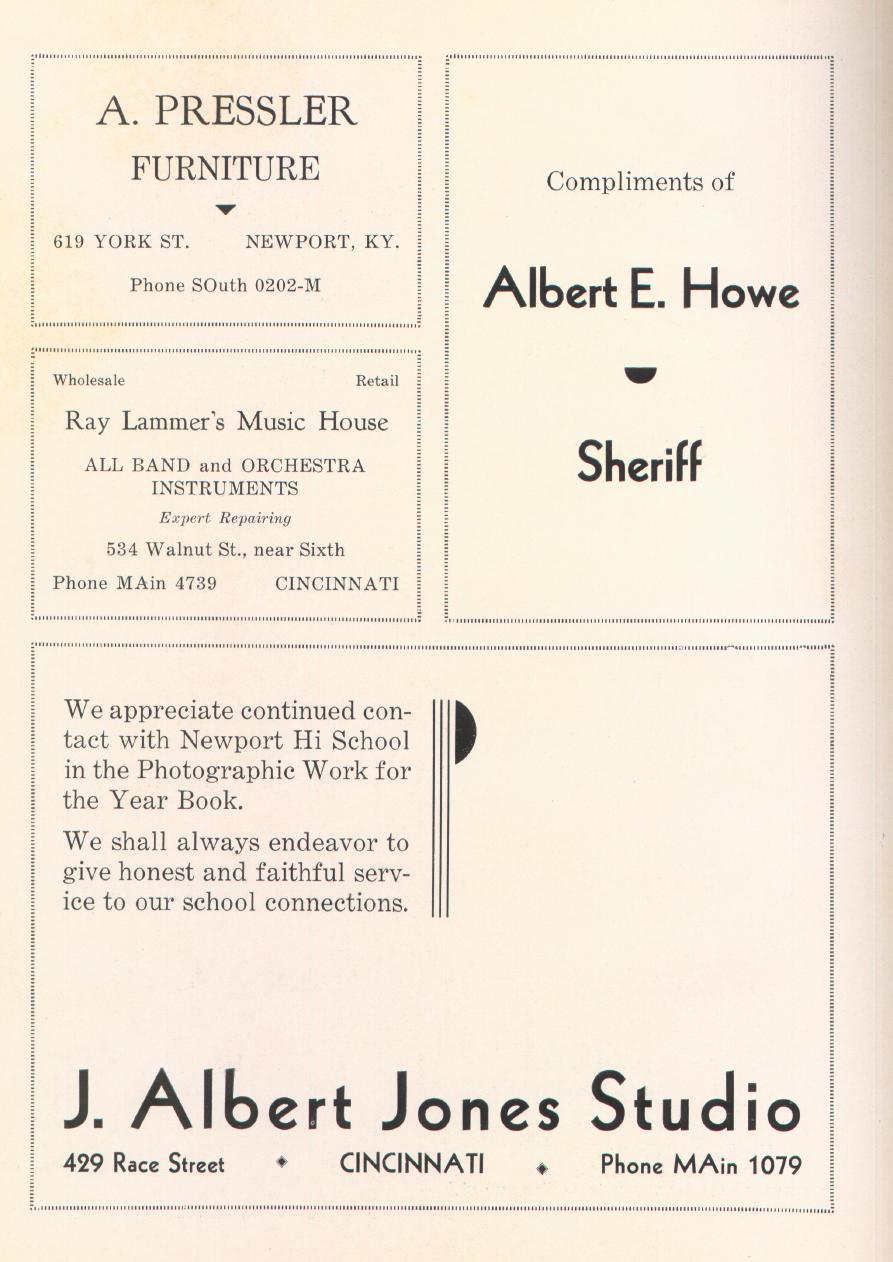 A. PRESSLER
FURNITURE
619 YORK ST. NEWPORT, KY.
Phone SOuth 0202-M
Wholesale Retail
Ray Lammer's Music House
ALL BAND and ORCHESTRA
INSTRUMENTS
Expert Repairing
534 Walnut St., near Sixth
Phone MAin 4739 CINCINNATI
Compliments of
Albert E. Howe
Sheriff
We appreciate continued con-
tact with Newport Hi School
in the Photographic Work for
the Year Book.
We shall always endeavor to
give honest and faithful serv-
ice to our school connections.
J. Albert Jones Studio
429 Race Street CINCINNATI Phone MAin 1079